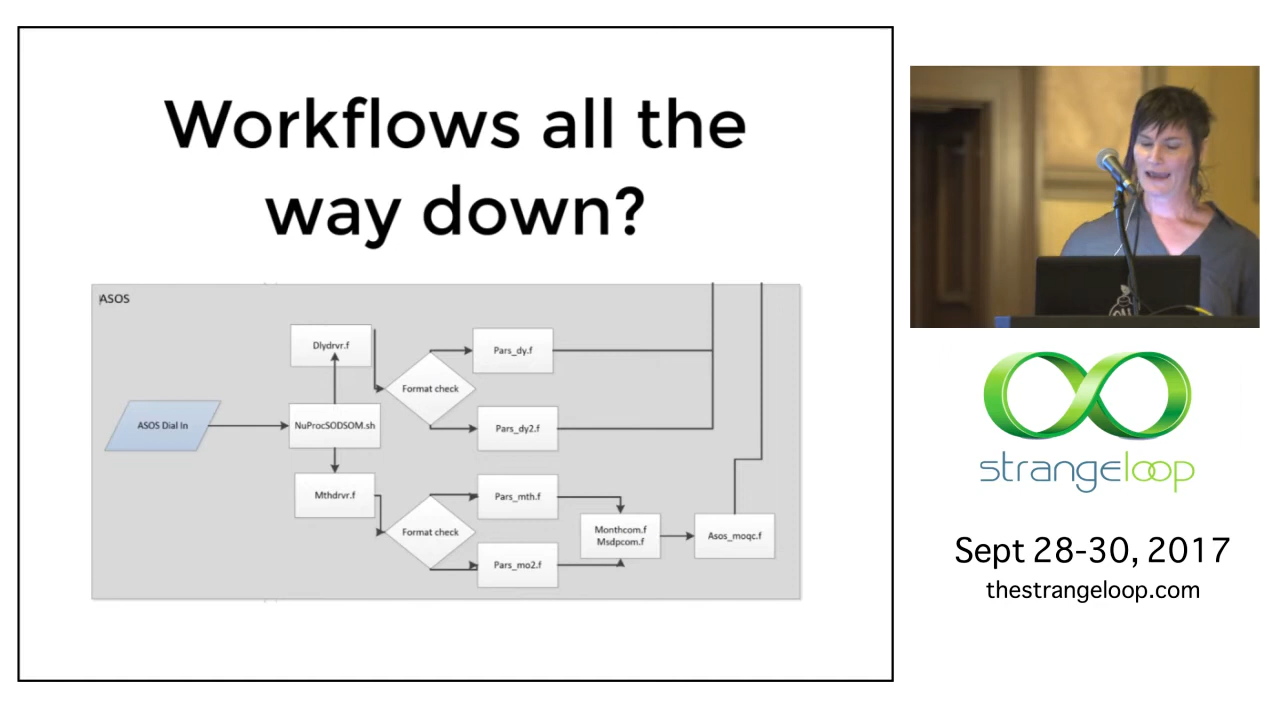 Workflows all the
way down?
ASOS
Dlydrvr.f
Pars_dy.f
Format check
ASOS Dial In
NuProcSODSOM.sh
Pars_dy2.f
Mthdrvr.f
Pars_mth.f
Format check
Monthcom.f
Msdpcom.f
Asos_moqc.f
Pars_mo2.f
strangeloop
Sept 28-30, 2017
thestrangeloop.com